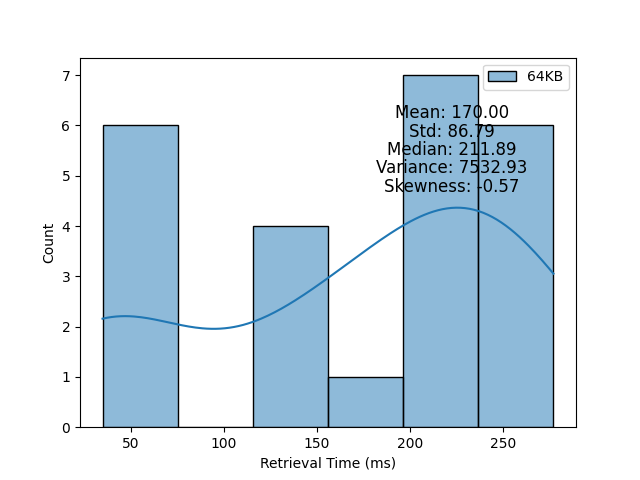 64KB
Mean: 170.00
Std: 86.79
Median: 211.89
Variance: 7532.93
Skewness: -0.57
Count
7
6
5
4
3
2
1
0
50 100 150 200 250
Retrieval Time (ms)